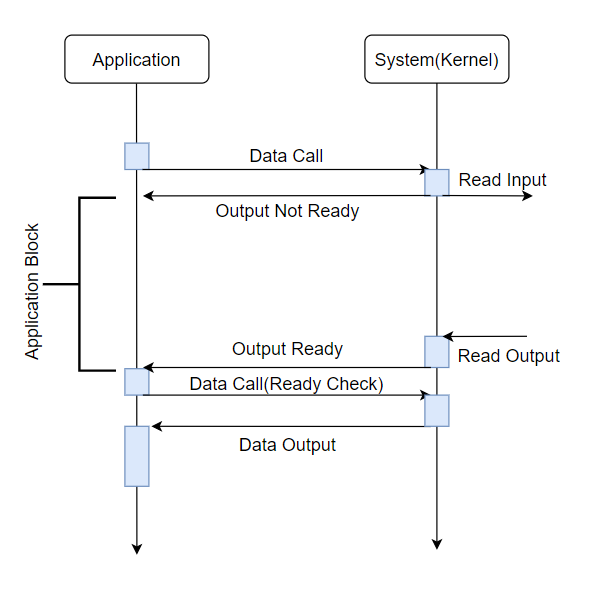 Application
System(Kernel)
Data Call
Read Input
Output Not Ready
Application Block
Output Ready
Read Output
Data Call(Ready Check)
Data Output